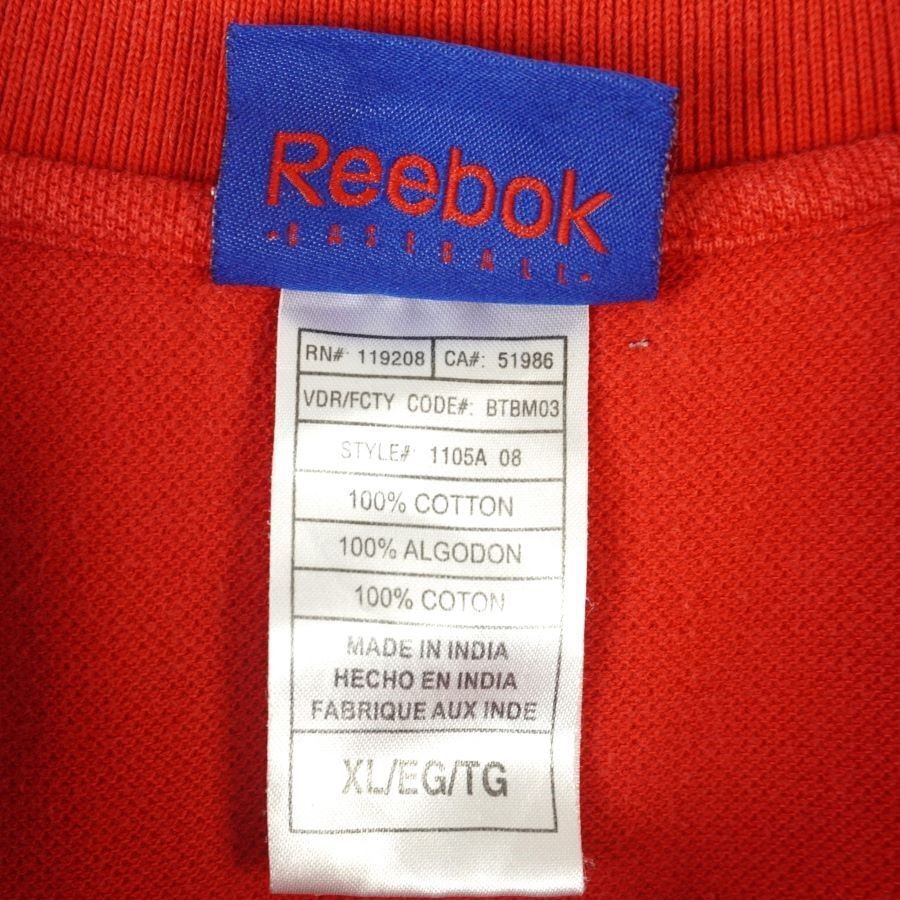 Reebok
•BASEBALL•
RN#: 119208 CA#: 51986
VDR/FCTY CODE#: BTBM03
STYLE# 1105A 08
100% COTTON
100% ALGODON
100% COTON
MADE IN INDIA
HECHO EN INDIA
FABRIQUE AUX INDE
XL/EG/TG